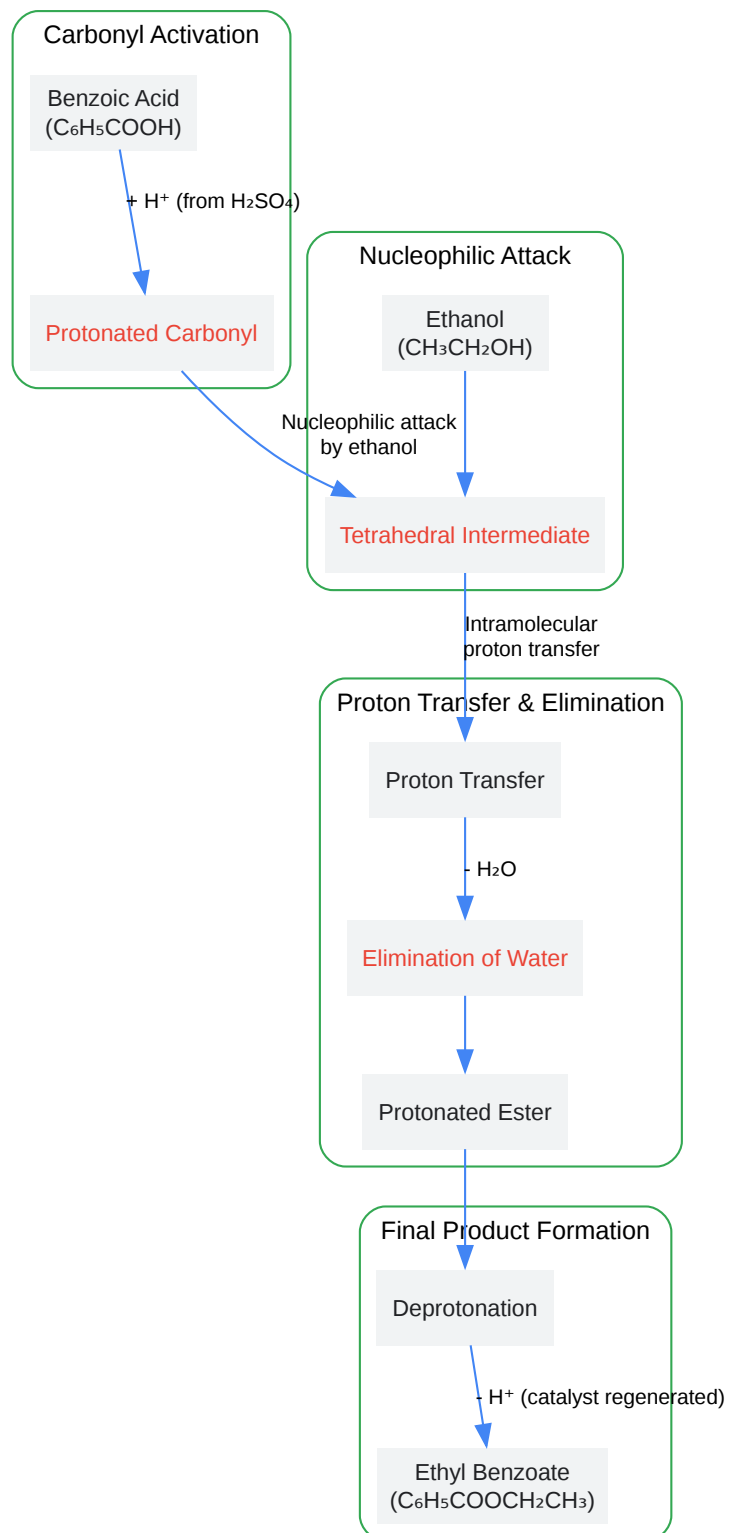 Carbonyl Activation
Benzoic Acid
(C₆H₅COOH)
+ H⁺ (from H₂SO₄)
Protonated Carbonyl
Nucleophilic Attack
Ethanol
(CH₃CH₂OH)
Nucleophilic attack
by ethanol
Tetrahedral Intermediate
Intramolecular
proton transfer
Proton Transfer & Elimination
Proton Transfer
- H₂O
Elimination of Water
Protonated Ester
Final Product Formation
Deprotonation
- H⁺ (catalyst regenerated)
Ethyl Benzoate
(C₆H₅COOCH₂CH₃)